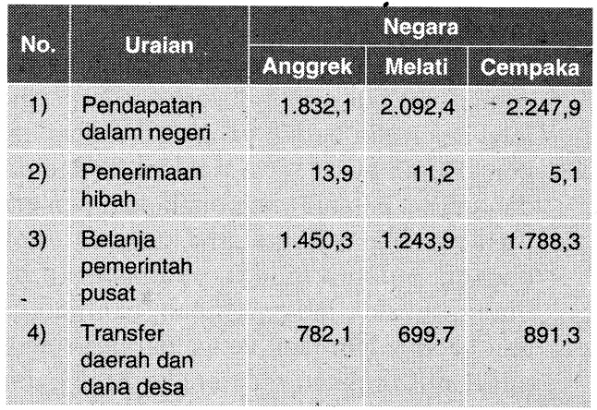 No. Uraian Negara
Anggrek Melati Cempaka
1) Pendapatan 1.832,1 2.092,4 2.247,9
dalam negeri
2) Penerimaan 13,9 11,2 5,1
hibah
3) Belanja 1.450,3 1.243,9 1.788,3
pemerintah
pusat
4) Transfer 782,1 699,7 891,3
daerah dan
dana desa